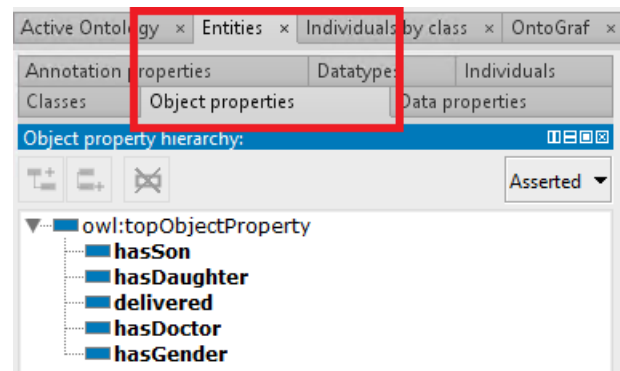 Active Ontology × Entities × Individuals by class × OntoGraf ×
Annotation properties Datatypes Individuals
Classes Object properties Data properties
Object property hierarchy:
Asserted
owl:topObjectProperty
hasSon
hasDaughter
delivered
hasDoctor
hasGender